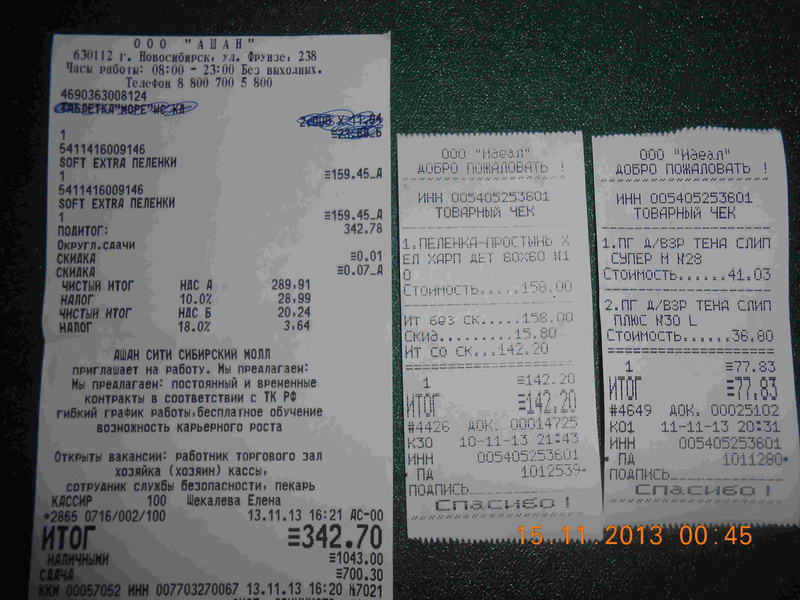 ООО "АШАН"
630112 г. Новосибирск, ул. Фрунзе, 238
Часы работы: 08:00 - 23:00 Без выходных.
Телефон 8 800 700 5 800
4690363008124
ТАБЛЕТКА"МОРЕ"
1
5411416009146
SOFT EXTRA ПЕЛЕНКИ
1 =159.45_А
5411416009146
SOFT EXTRA ПЕЛЕНКИ
1 =159.45_А
ПОДИТОГ: 342.78
Округл.сдачи
СКИДКА =0.01
СКИДКА =0.07_А
ЧИСТЫЙ ИТОГ НДС А 289,91
НАЛОГ 10.0% 28,99
ЧИСТЫЙ ИТОГ НДС Б 20,24
НАЛОГ 18.0% 3,64
АШАН СИТИ СИБИРСКИЙ МОЛЛ
приглашает на работу. Мы предлагаем:
Мы предлагаем: постоянный и временные
контракты в соответствии с ТК РФ
гибкий график работы,бесплатное обучение
возможность карьерного роста
Открыты вакансии: работник торгового зал
хозяйка (хозяин) кассы,
сотрудник службы безопасности, пекарь
КАССИР 100 Шекалева Елена
*2865 0716/002/100 13.11.13 16:21 АС-00
ИТОГ =342.70
НАЛИЧНЫМИ =1043.00
СДАЧА =700.30
ККМ 00057052 ИНН 007703270067 13.11.13 16:20 №7021
ООО "Идеал"
ДОБРО ПОЖАЛОВАТЬ !
ИНН 005405253601
ТОВАРНЫЙ ЧЕК
1.ПЕЛЕНКА-ПРОСТЫНЬ Х
ЕЛ ХАРП ДЕТ 60X60 N1
0
Стоимость.....158.00
Ит без ск.....158.00
Скид..........15.80
Ит со ск...142.20
1 =142.20
ИТОГ =142.20
#4426 ДОК. 00014725
К30 10-11-13 21:43
ИНН 005405253601
ПД 1012539
ПОДПИСЬ
Спасибо !
ООО "Идеал"
ДОБРО ПОЖАЛОВАТЬ !
ИНН 005405253601
ТОВАРНЫЙ ЧЕК
1.ПГ Д/ВЗР ТЕНА СЛИП
СУПЕР M N28
Стоимость......41.03
2.ПГ Д/ВЗР ТЕНА СЛИП
ПЛЮС N30 L
Стоимость......36.80
1 =77.83
ИТОГ =77.83
#4649 ДОК. 00025102
К01 11-11-13 20:31
ИНН 005405253601
ПД 1011280
ПОДПИСЬ
Спасибо !
15.11.2013 00:45